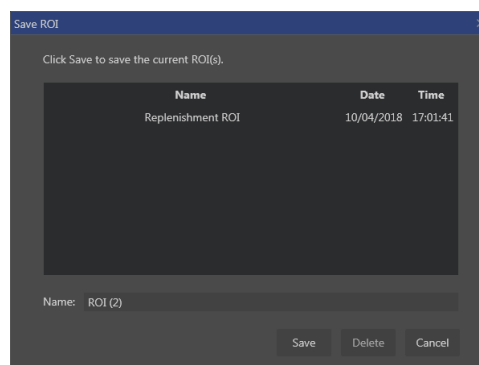 Save ROI
Click Save to save the current ROI(s).
Name Date Time
Replenishment ROI 10/04/2018 17:01:41
Name: ROI (2)
Save Delete Cancel